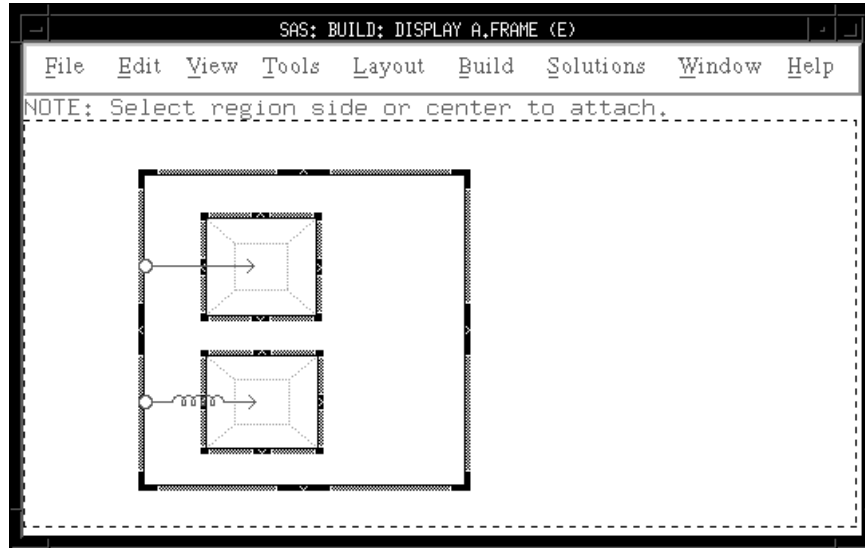 SAS: BUILD: DISPLAY A.FRAME (E)
File Edit View Tools Layout Build Solutions Window Help
NOTE: Select region side or center to attach.